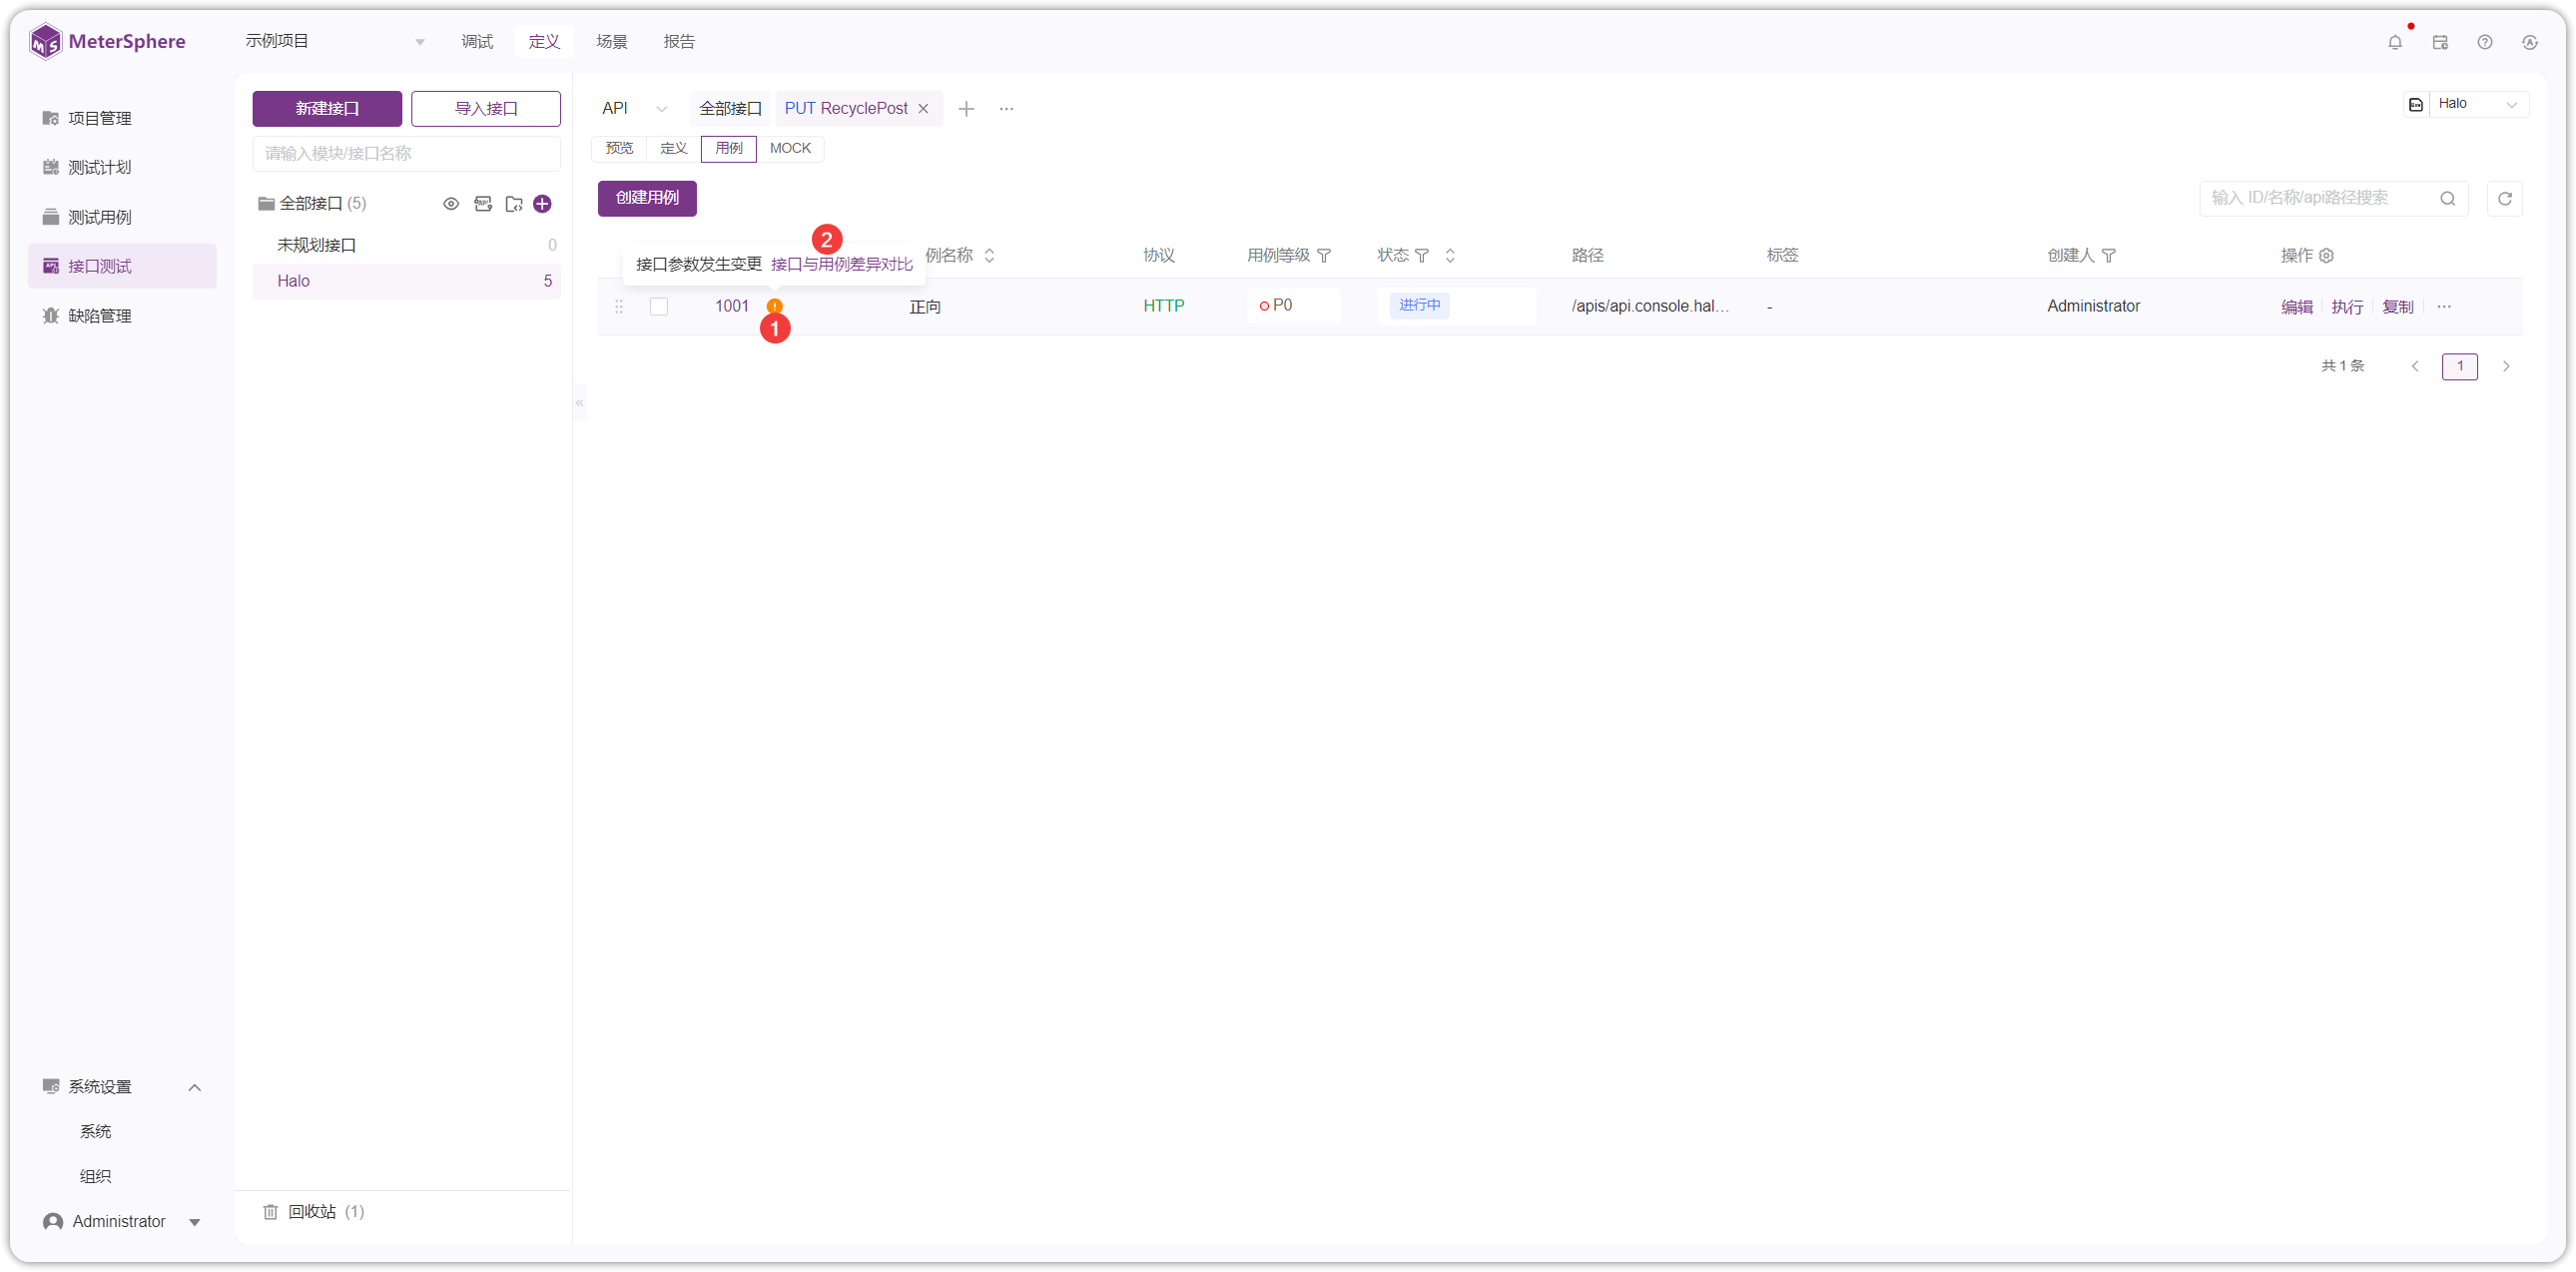 MeterSphere
示例项目
调试 定义 场景 报告
项目管理
测试计划
测试用例
接口测试
缺陷管理
系统设置
系统
组织
Administrator
新建接口 导入接口
请输入模块/接口名称
全部接口 (5)
未规划接口 0
Halo 5
回收站 (1)
API 全部接口 PUT RecyclePost
Halo
预览 定义 用例 MOCK
创建用例
输入 ID/名称/api路径搜索
2
接口参数发生变更 接口与用例差异对比
例名称 协议 用例等级 状态 路径 标签 创建人 操作
1001 正向 HTTP P0 进行中 /apis/api.console.hal... - Administrator 编辑 执行 复制
1
共 1 条 1